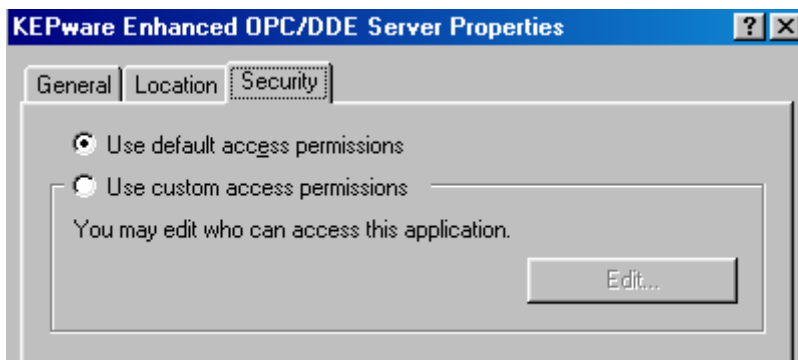 KEPware Enhanced OPC/DDE Server Properties
General Location Security
Use default access permissions
Use custom access permissions
You may edit who can access this application.
Edit...